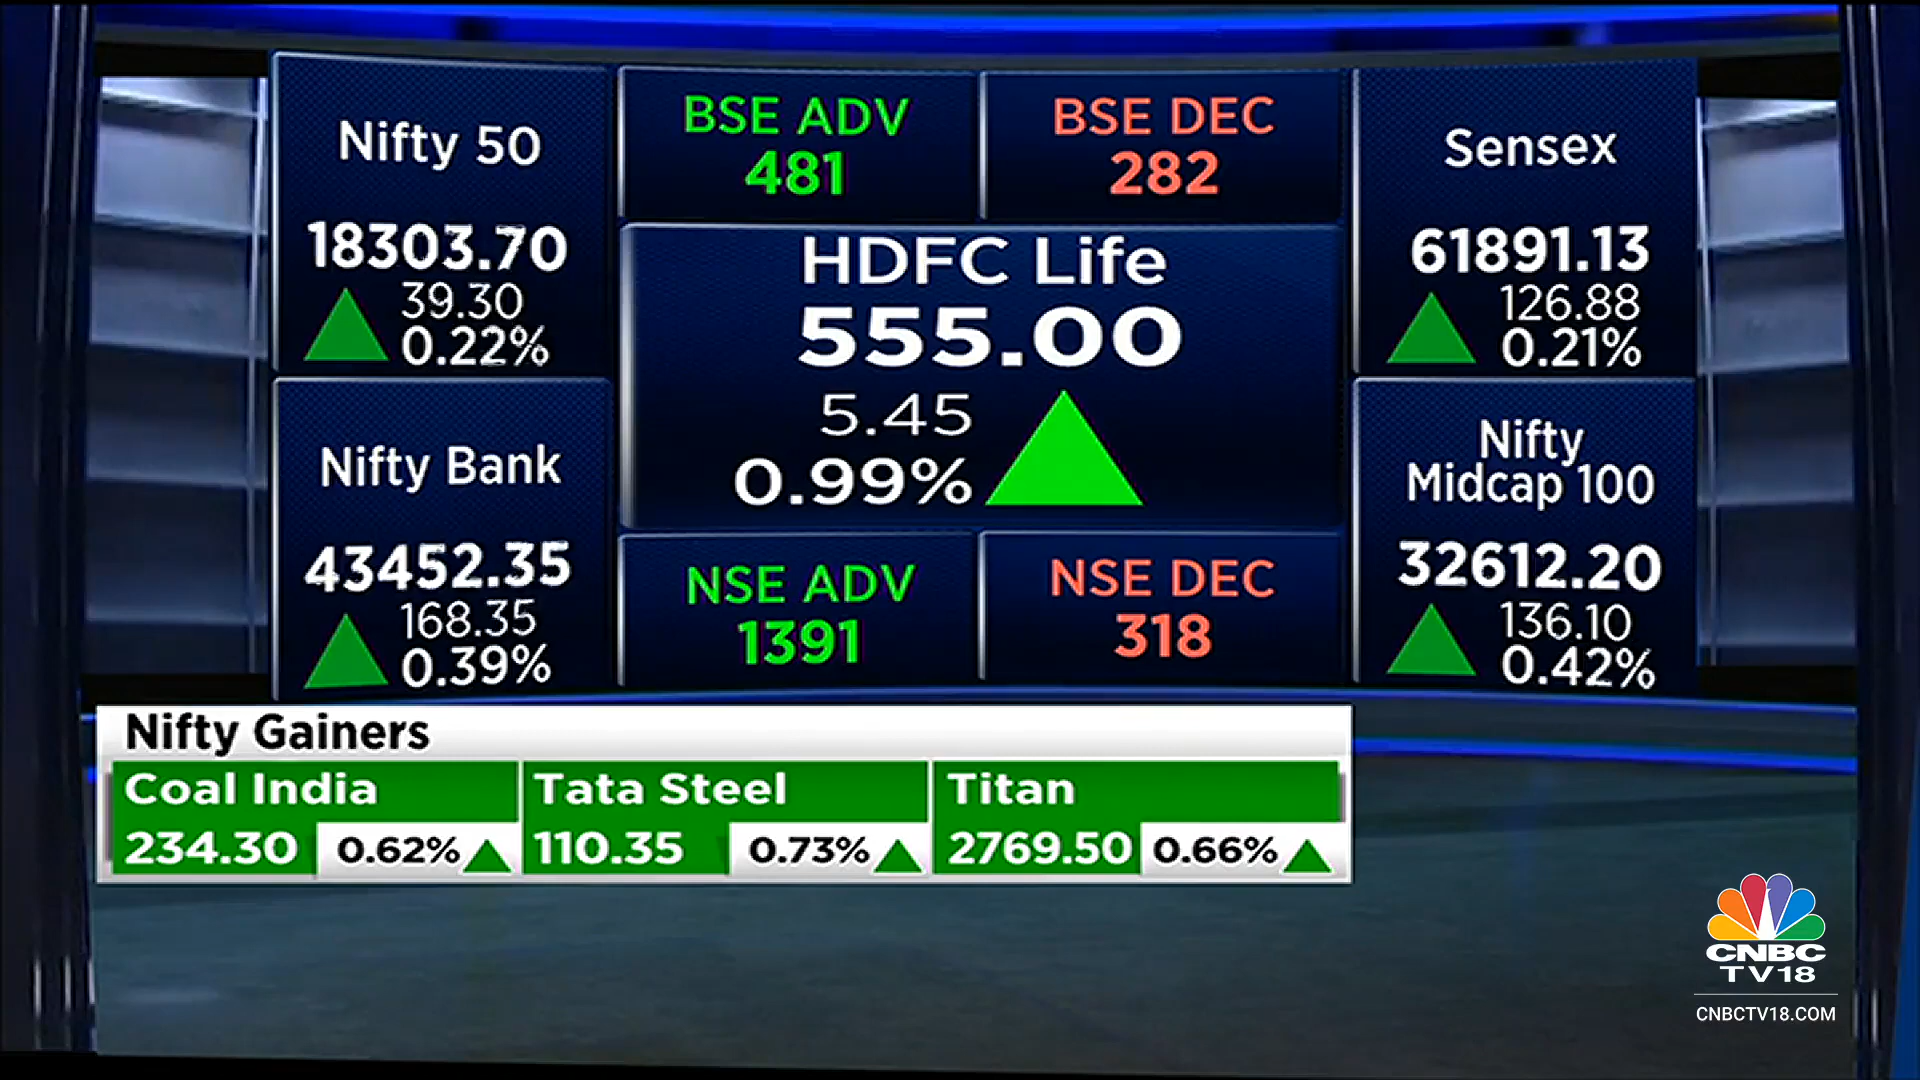 Nifty 50
18303.70
39.30
0.22%
BSE ADV
481
BSE DEC
282
Sensex
61891.13
126.88
0.21%
HDFC Life
555.00
5.45
0.99%
Nifty Bank
43452.35
168.35
0.39%
NSE ADV
1391
NSE DEC
318
Nifty
Midcap 100
32612.20
136.10
0.42%
Nifty Gainers
Coal India
234.30 0.62%
Tata Steel
110.35 0.73%
Titan
2769.50 0.66%
CNBC
TV18
CNBCTV18.COM